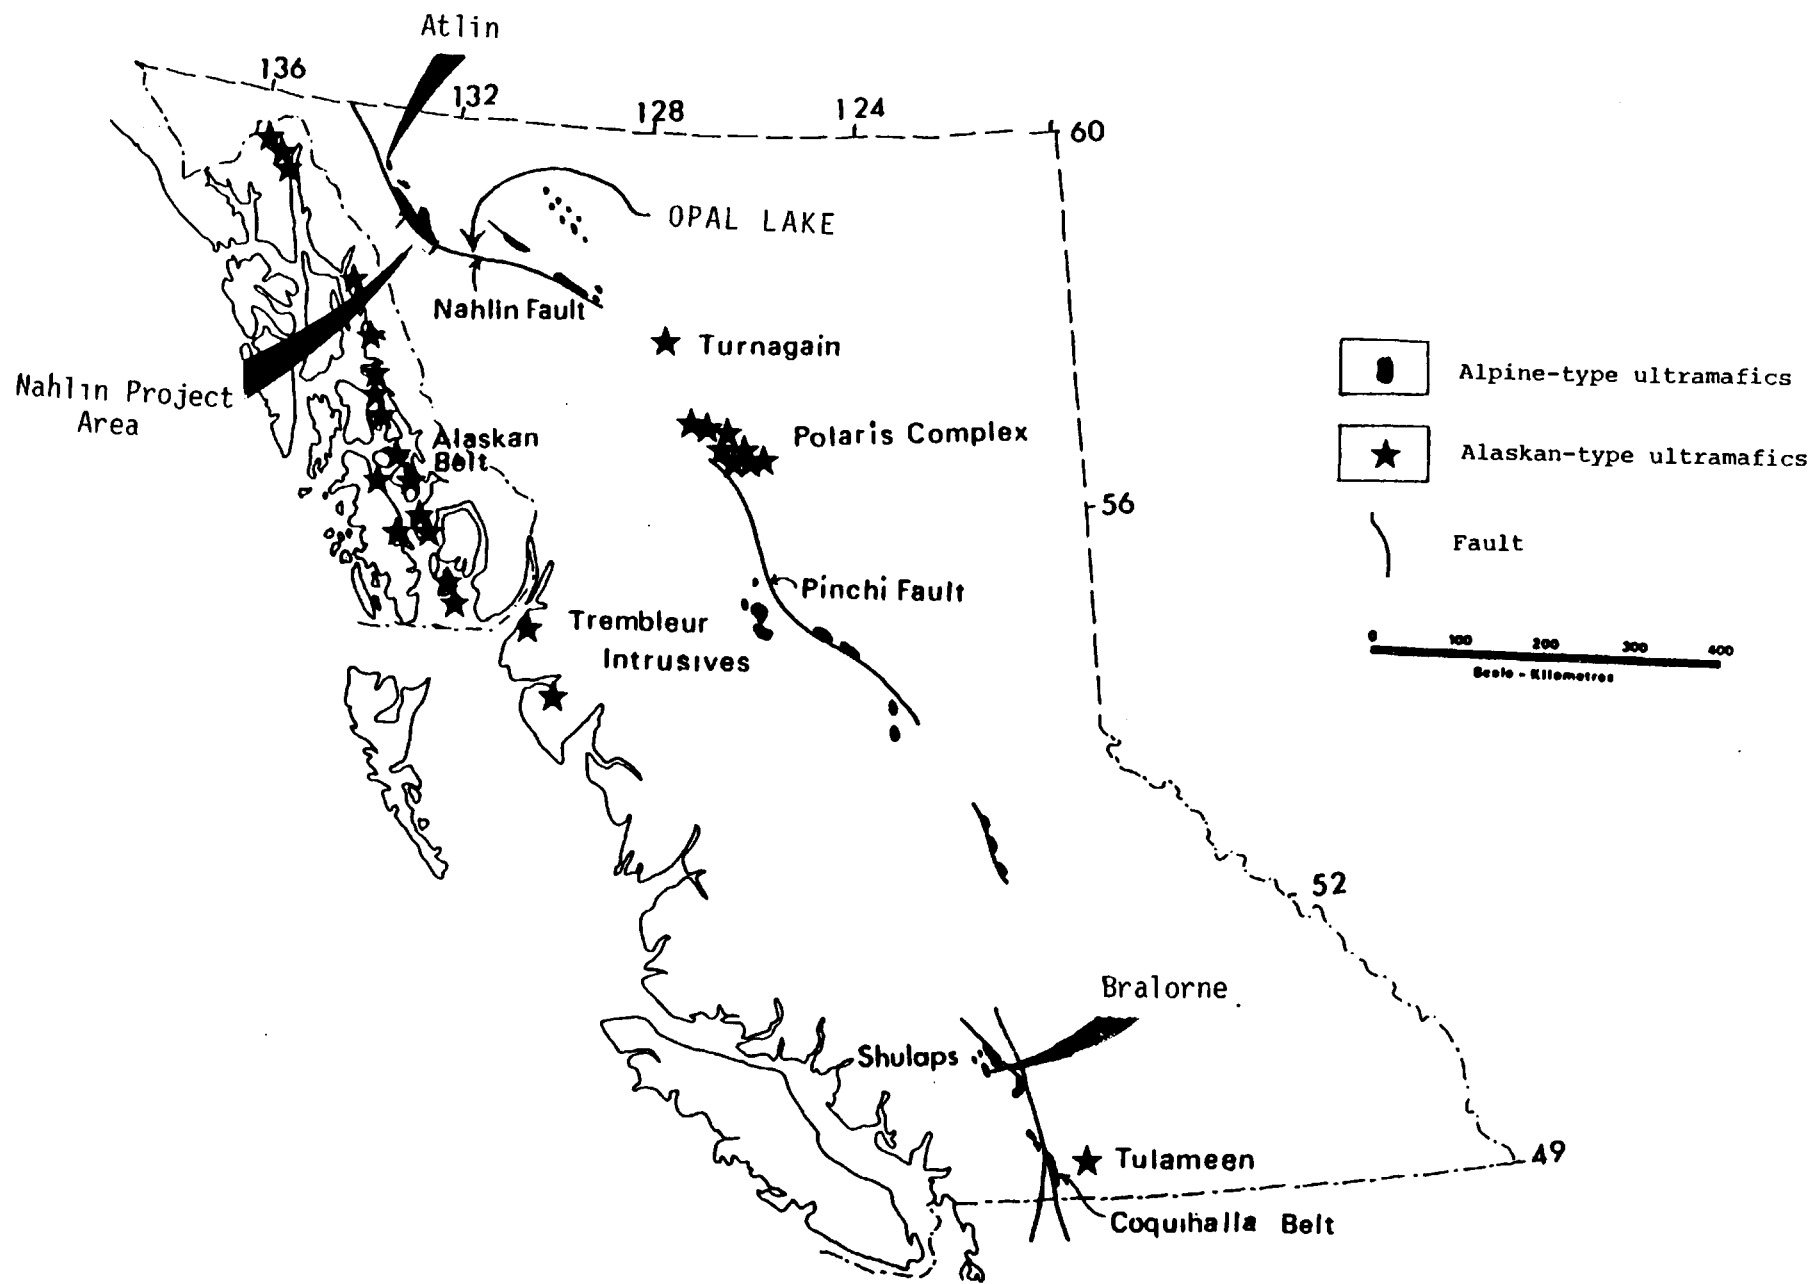 Atlin
136
132
128
124
60
OPAL LAKE
Nahlin Fault
Turnagain
Nahlin Project
Area
Alaskan
Belt
Polaris Complex
56
Pinchi Fault
Trembleur
Intrusives
52
Bralorne
Shulaps
Tulameen
49
Coquihalla Belt
Alpine-type ultramafics
Alaskan-type ultramafics
Fault
0 100 200 300 400
Scale - Kilometres